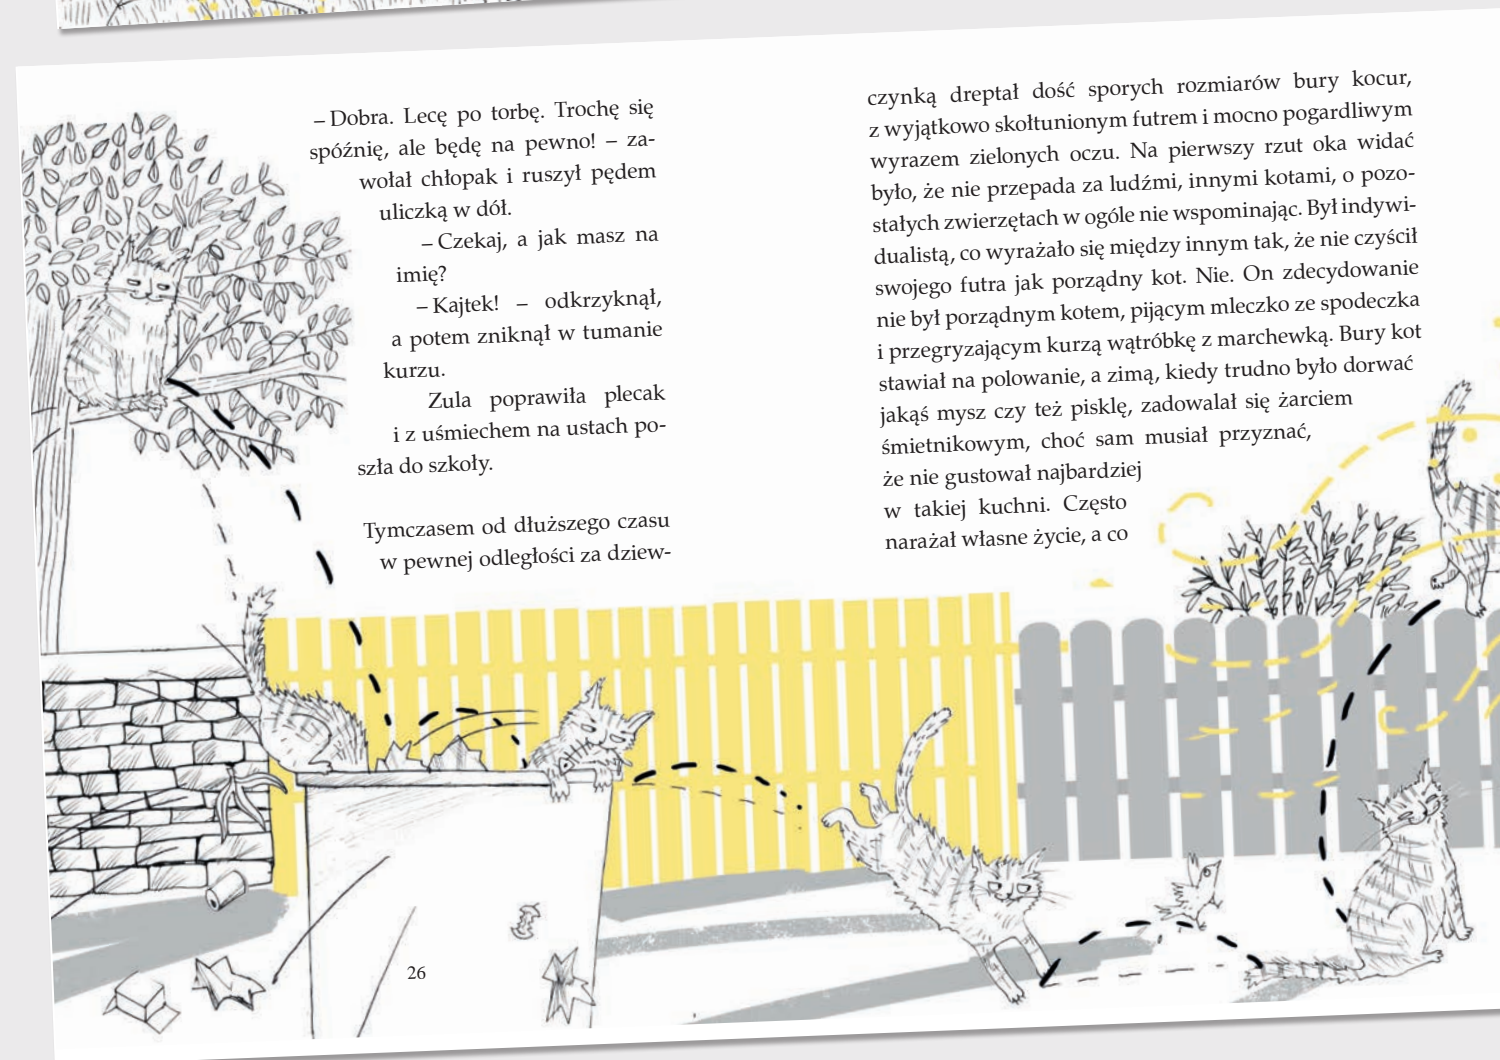 – Dobra. Lecę po torbę. Trochę się
spóźnię, ale będę na pewno! – za-
wołał chłopak i ruszył pędem
uliczką w dół.
– Czekaj, a jak masz na
imię?
– Kajtek! – odkrzyknął,
a potem zniknął w tumanie
kurzu.
Zula poprawiła plecak
i z uśmiechem na ustach po-
szła do szkoły.
Tymczasem od dłuższego czasu
w pewnej odległości za dziew-
26
czynką dreptał dość sporych rozmiarów bury kocur,
z wyjątkowo skołtunionym futrem i mocno pogardliwym
wyrazem zielonych oczu. Na pierwszy rzut oka widać
było, że nie przepada za ludźmi, innymi kotami, o pozo-
stałych zwierzętach w ogóle nie wspominając. Był indywi-
dualistą, co wyrażało się między innym tak, że nie czyścił
swojego futra jak porządny kot. Nie. On zdecydowanie
nie był porządnym kotem, pijącym mleczko ze spodeczka
i przegryzającym kurzą wątróbkę z marchewką. Bury kot
stawiał na polowanie, a zimą, kiedy trudno było dorwać
jakąś mysz czy też pisklę, zadowalał się żarciem
śmietnikowym, choć sam musiał przyznać,
że nie gustował najbardziej
w takiej kuchni. Często
narażał własne życie, a co